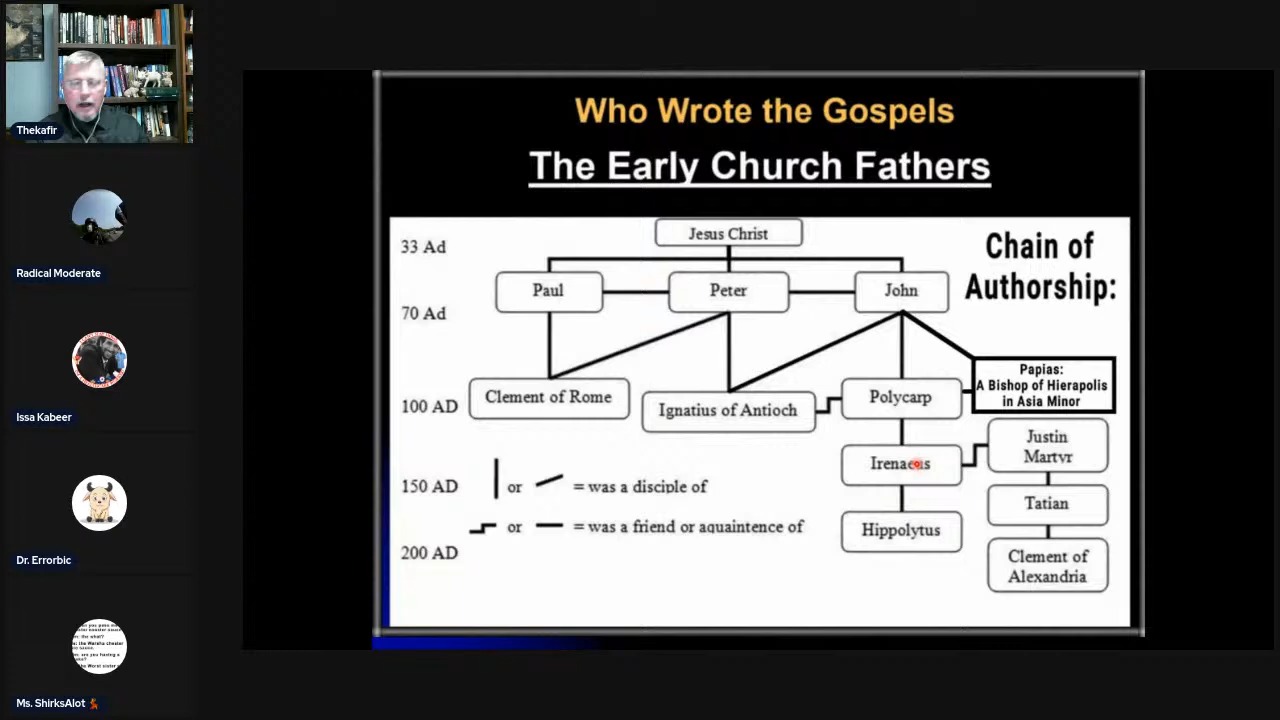 Thekafir
Radical Moderate
Issa Kabeer
Dr. Errorbic
Ms. ShirksAlot
Who Wrote the Gospels
The Early Church Fathers
Chain of
Authorship:
33 Ad
Jesus Christ
70 Ad
Paul
Peter
John
Papias:
A Bishop of Hierapolis
in Asia Minor
100 AD
Clement of Rome
Ignatius of Antioch
Polycarp
Justin
Martyr
Irenaeus
150 AD
or
= was a disciple of
Tatian
or
= was a friend or aquaintence of
Hippolytus
200 AD
Clement of
Alexandria